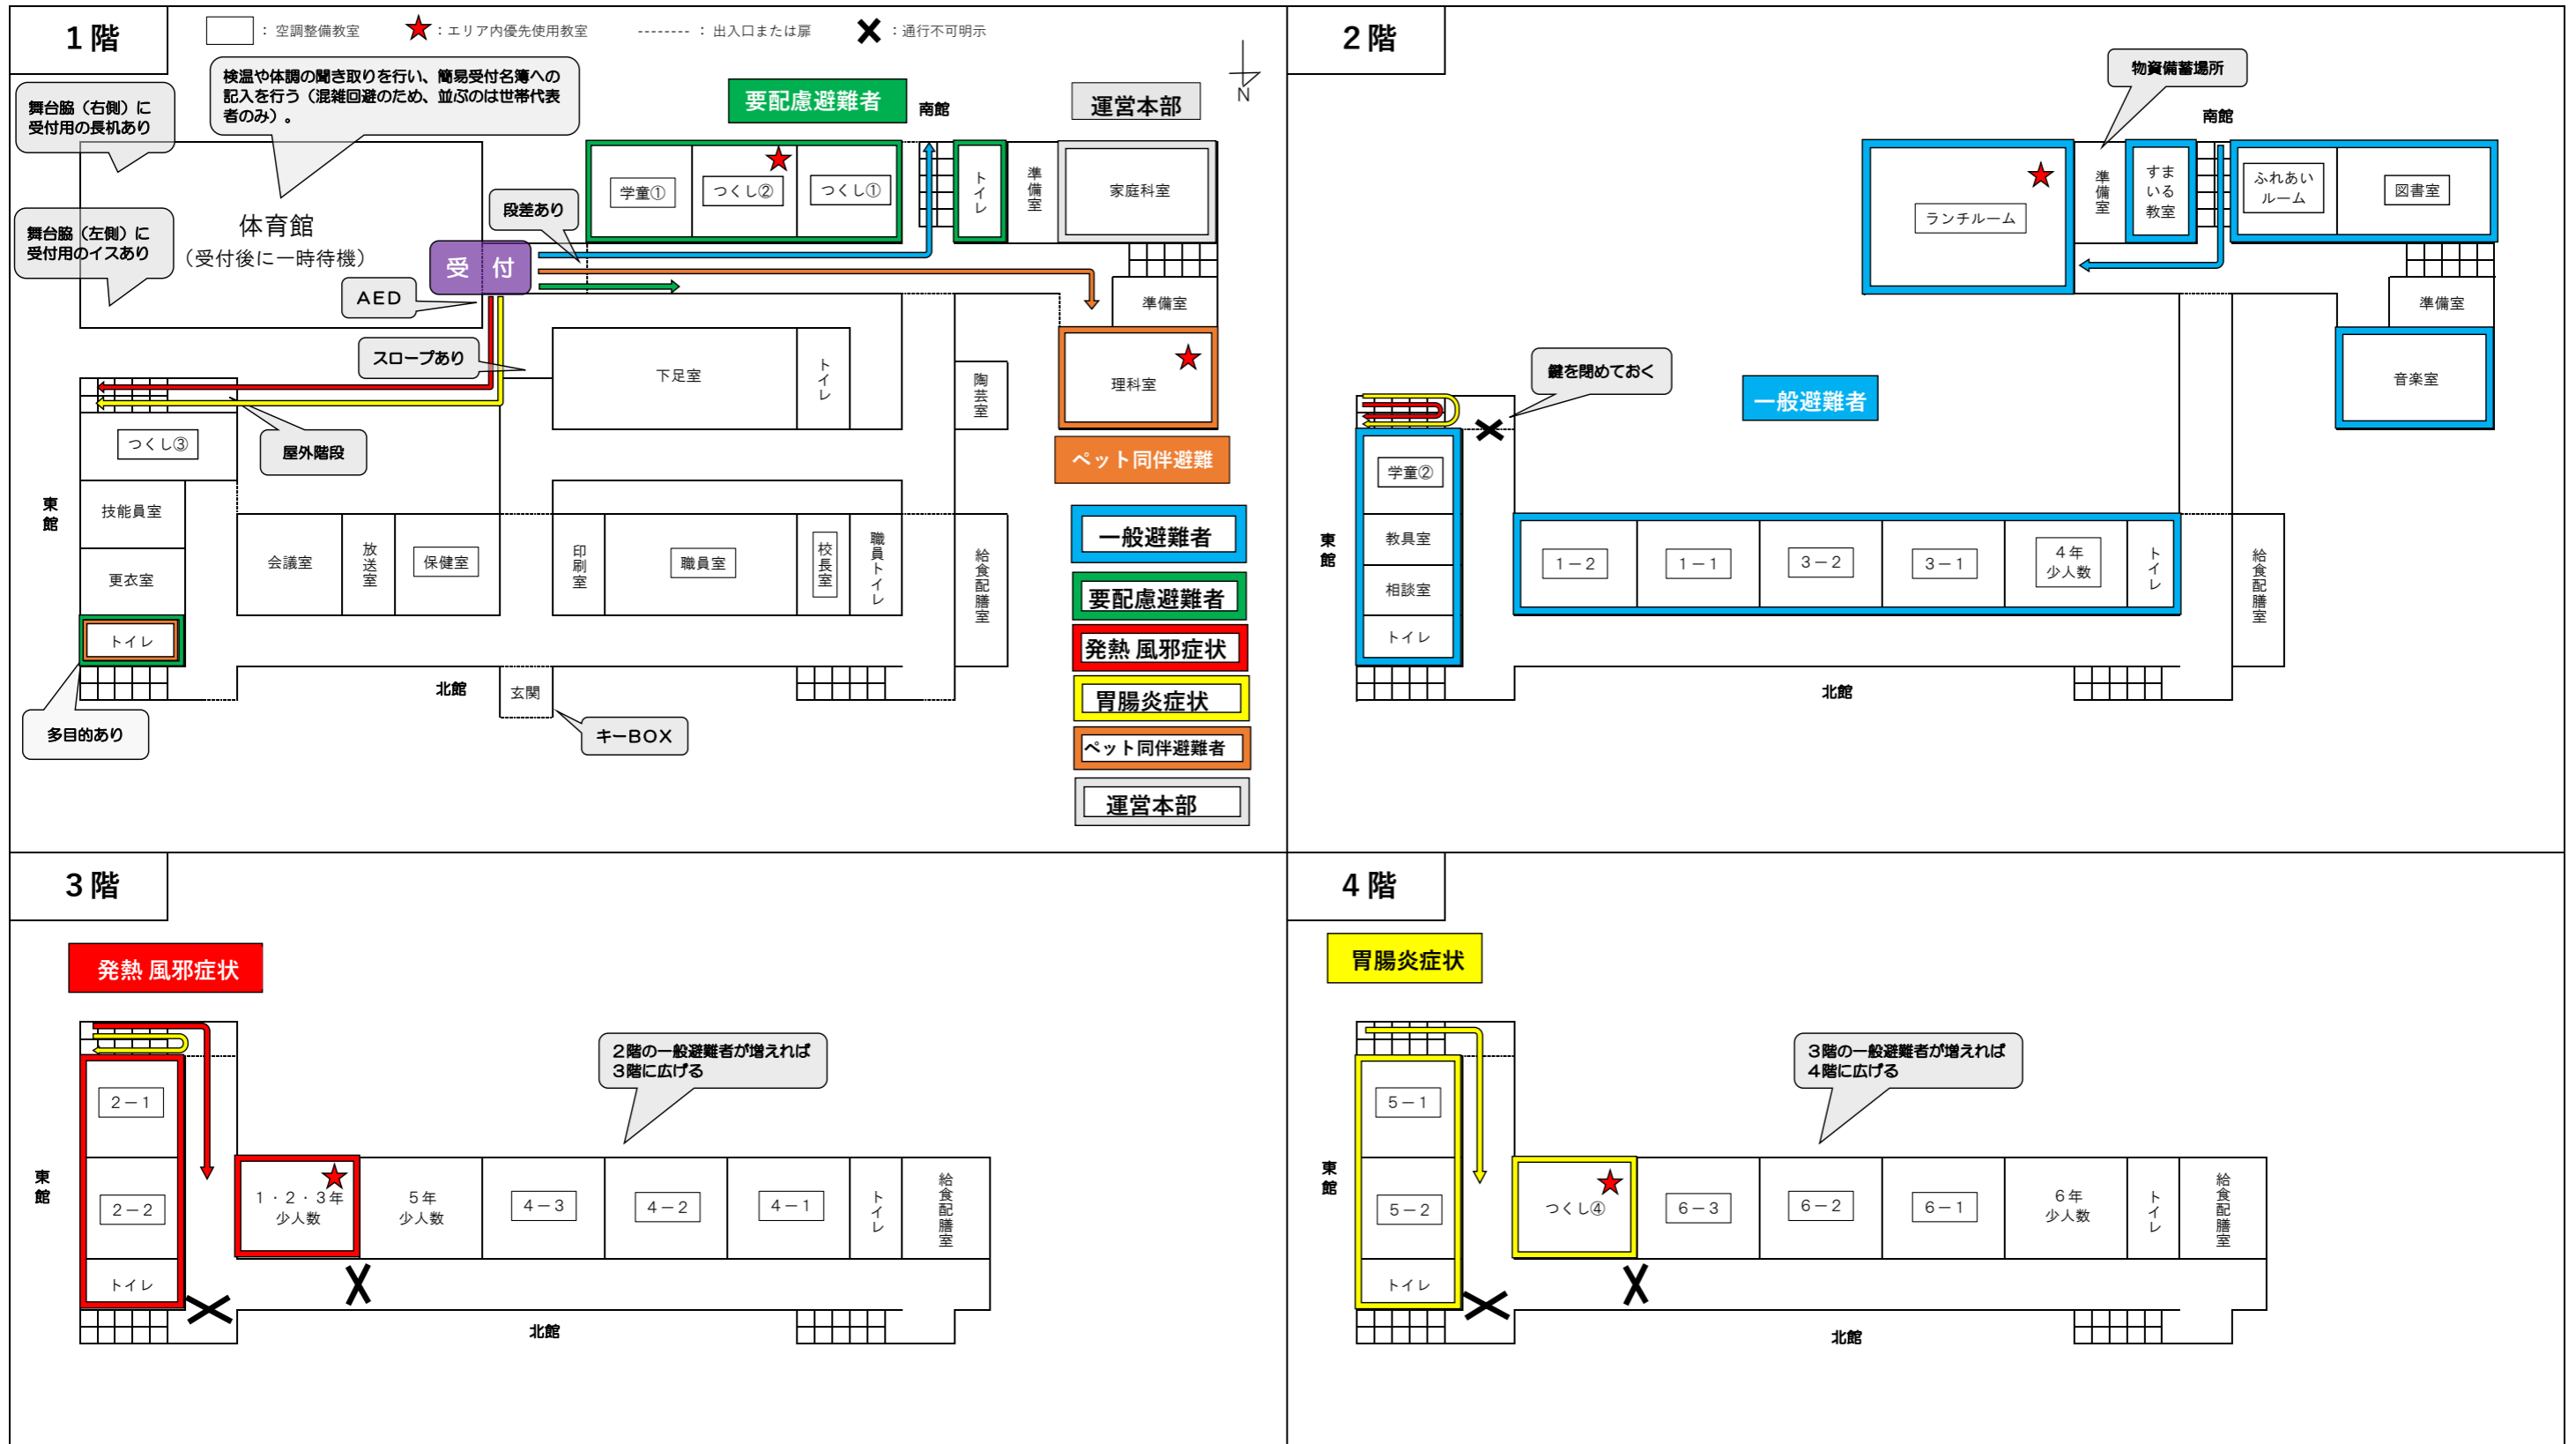 1階
：空調整備教室
：エリア内優先使用教室
：出入口または扉
：通行不可明示
N
舞台脇（右側）に
受付用の長机あり
検温や体調の聞き取りを行い、簡易受付名簿への
記入を行う（混雑回避のため、並ぶのは世帯代表
者のみ）。
要配慮避難者
南館
運営本部
舞台脇（左側）に
受付用のイスあり
体育館
（受付後に一時待機）
受 付
AED
段差あり
学童①
つくし②
つくし①
トイレ
準備室
家庭科室
準備室
理科室
ペット同伴避難
スロープあり
下足室
トイレ
陶芸室
屋外階段
つくし③
東館
技能員室
更衣室
トイレ
多目的あり
会議室
放送室
保健室
印刷室
職員室
校長室
職員トイレ
給食配膳室
北館
玄関
キーBOX
一般避難者
要配慮避難者
発熱 風邪症状
胃腸炎症状
ペット同伴避難者
運営本部
2階
物資備蓄場所
南館
ランチルーム
準備室
すま
いる
教室
ふれあい
ルーム
図書室
準備室
音楽室
鍵を閉めておく
一般避難者
東館
学童②
教具室
相談室
トイレ
1－2
1－1
3－2
3－1
4年
少人数
トイレ
給食配膳室
北館
3階
発熱 風邪症状
2階の一般避難者が増えれば
3階に広げる
東館
2－1
2－2
トイレ
1・2・3年
少人数
5年
少人数
4－3
4－2
4－1
トイレ
給食配膳室
北館
4階
胃腸炎症状
3階の一般避難者が増えれば
4階に広げる
東館
5－1
5－2
トイレ
つくし④
6－3
6－2
6－1
6年
少人数
トイレ
給食配膳室
北館